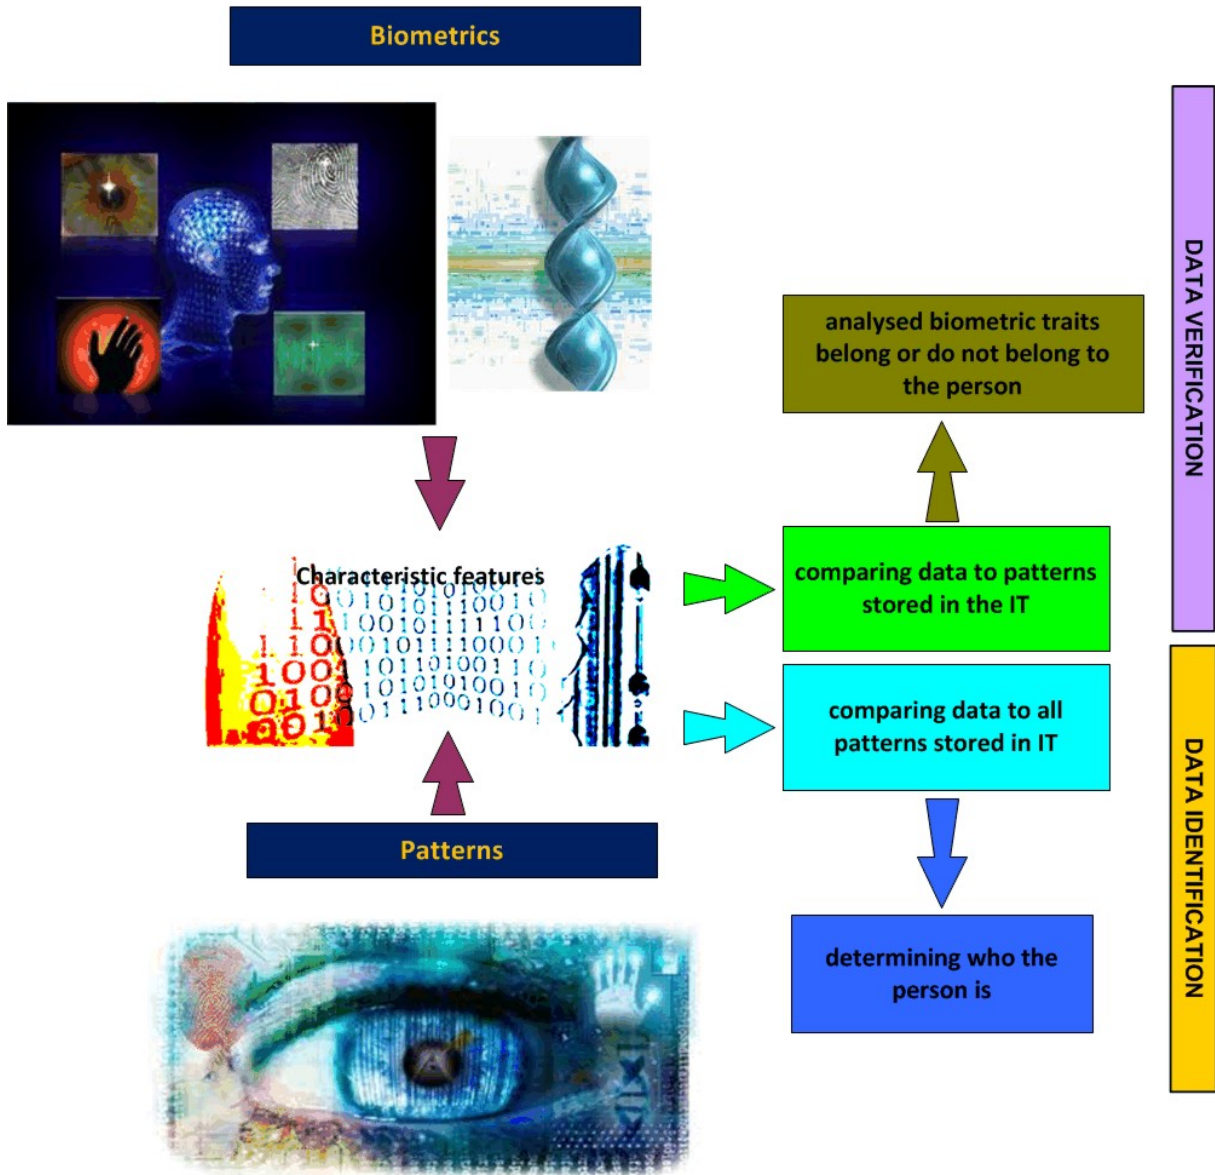 Biometrics
analysed biometric traits
belong or do not belong to
the person
DATA VERIFICATION
Characteristic features
comparing data to patterns
stored in the IT
comparing data to all
patterns stored in IT
DATA IDENTIFICATION
Patterns
determining who the
person is